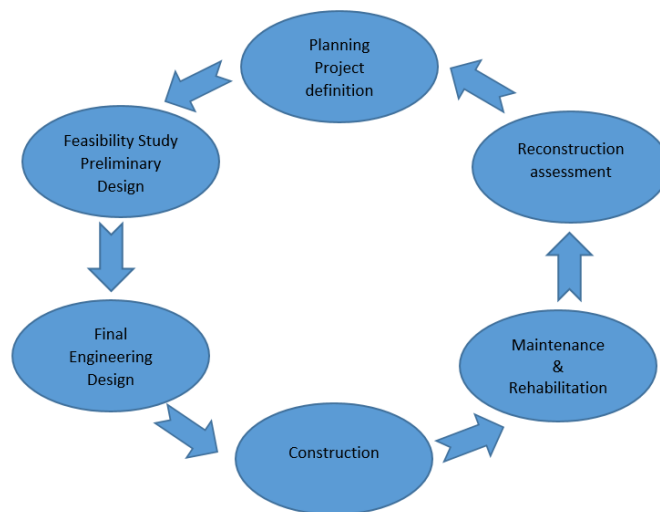 Planning
Project
definition
Feasibility Study
Preliminary
Design
Final
Engineering
Design
Construction
Maintenance
&
Rehabilitation
Reconstruction
assessment